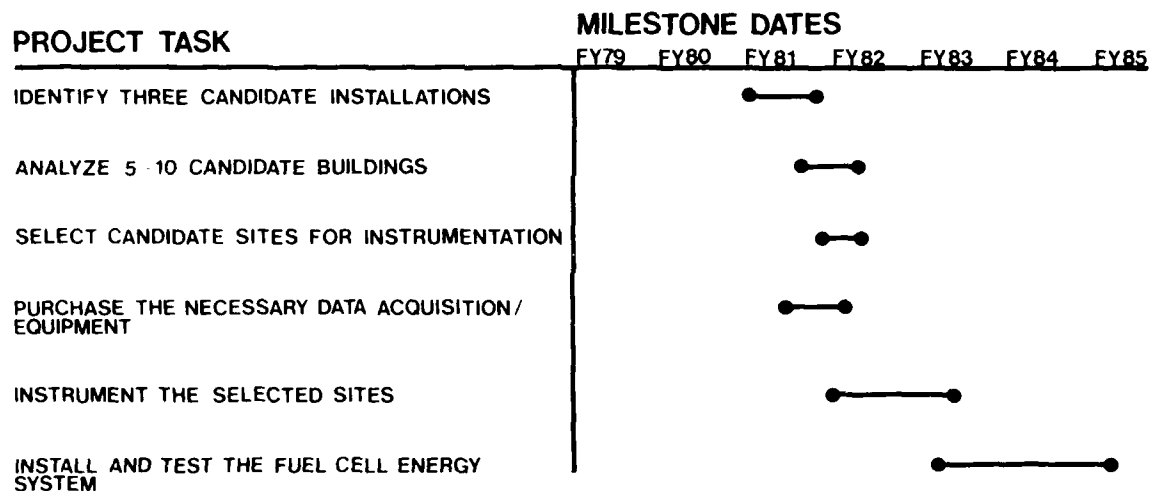 PROJECT TASK
MILESTONE DATES
FY79 FY80 FY81 FY82 FY83 FY84 FY85
IDENTIFY THREE CANDIDATE INSTALLATIONS
ANALYZE 5-10 CANDIDATE BUILDINGS
SELECT CANDIDATE SITES FOR INSTRUMENTATION
PURCHASE THE NECESSARY DATA ACQUISITION/
EQUIPMENT
INSTRUMENT THE SELECTED SITES
INSTALL AND TEST THE FUEL CELL ENERGY
SYSTEM